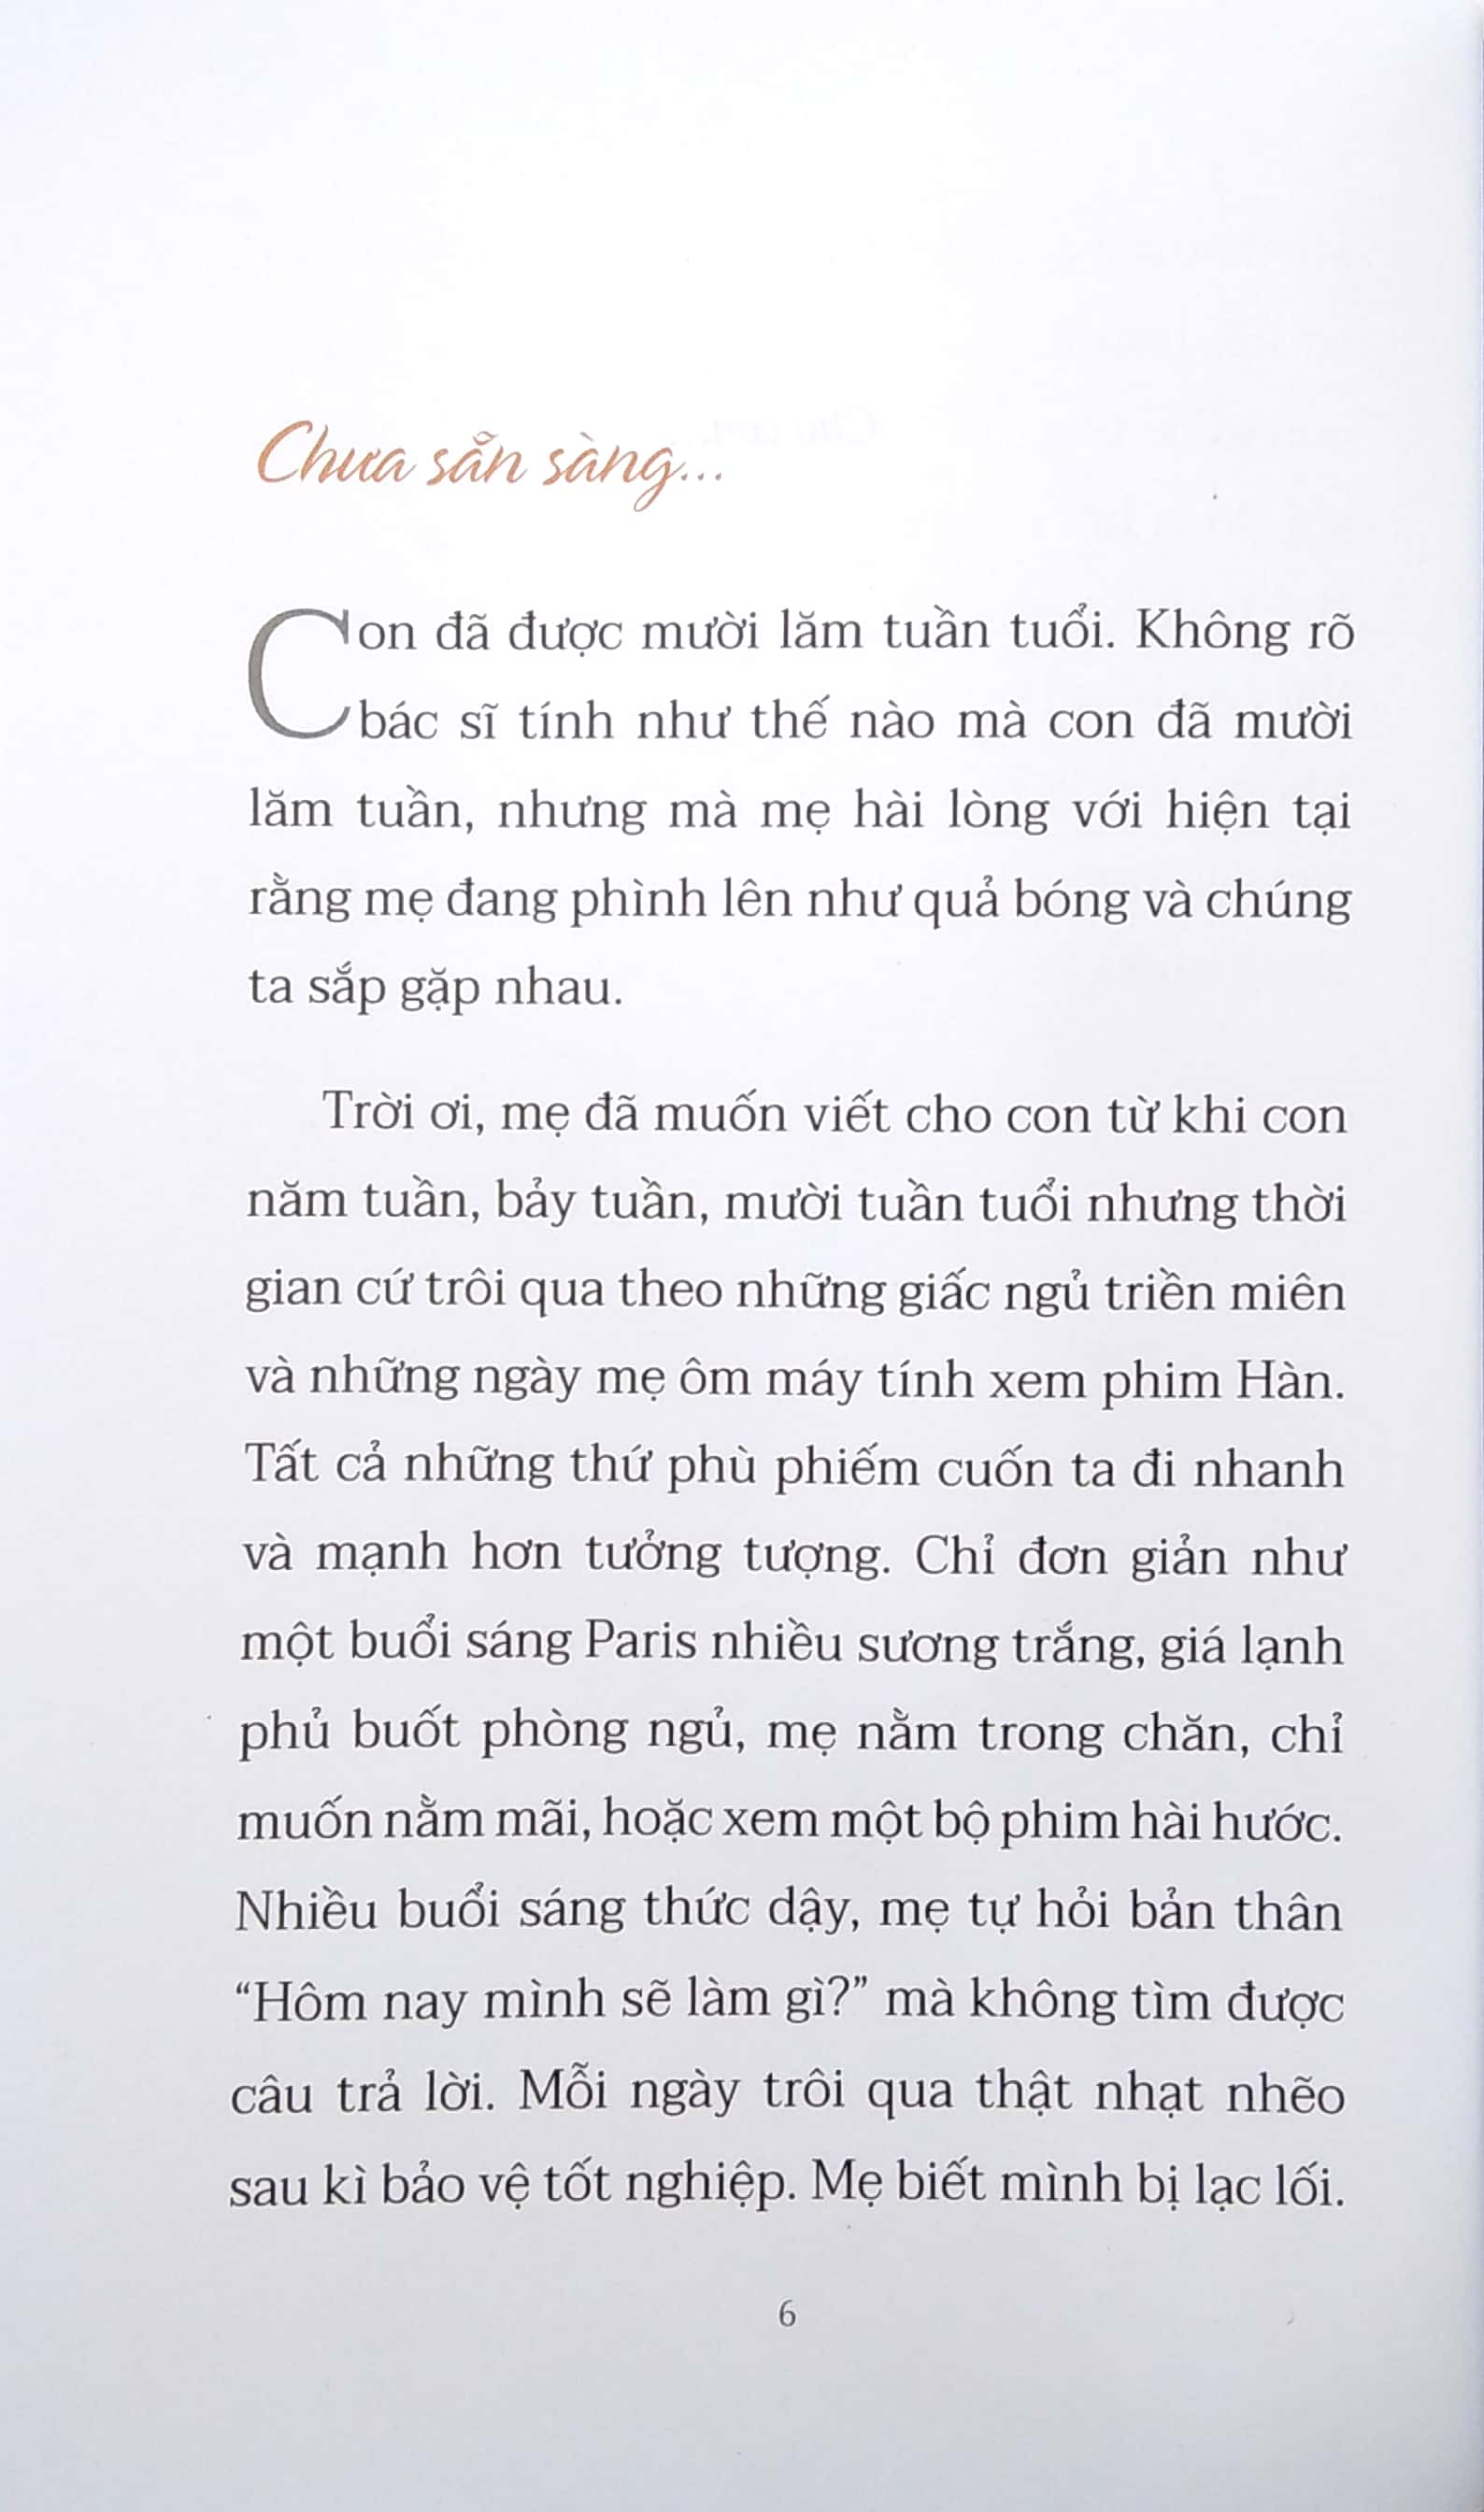 Chưa sẵn sàng...
Con đã được mười lăm tuần tuổi. Không rõ
bác sĩ tính như thế nào mà con đã mười
lăm tuần, nhưng mà mẹ hài lòng với hiện tại
rằng mẹ đang phình lên như quả bóng và chúng
ta sắp gặp nhau.
Trời ơi, mẹ đã muốn viết cho con từ khi con
năm tuần, bảy tuần, mười tuần tuổi nhưng thời
gian cứ trôi qua theo những giấc ngủ triền miên
và những ngày mẹ ôm máy tính xem phim Hàn.
Tất cả những thứ phù phiếm cuốn ta đi nhanh
và mạnh hơn tưởng tượng. Chỉ đơn giản như
một buổi sáng Paris nhiều sương trắng, giá lạnh
phủ buốt phòng ngủ, mẹ nằm trong chăn, chỉ
muốn nằm mãi, hoặc xem một bộ phim hài hước.
Nhiều buổi sáng thức dậy, mẹ tự hỏi bản thân
“Hôm nay mình sẽ làm gì?” mà không tìm được
câu trả lời. Mỗi ngày trôi qua thật nhạt nhẽo
sau kì bảo vệ tốt nghiệp. Mẹ biết mình bị lạc lối.
6